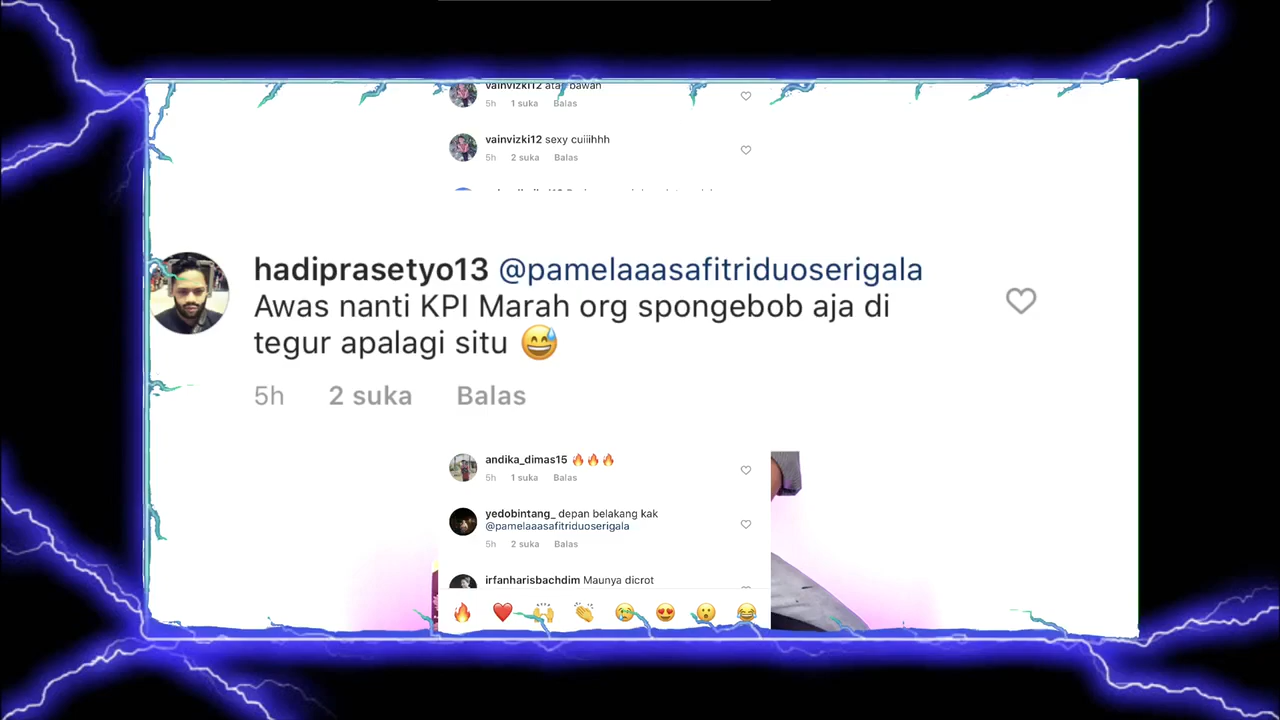 vainvizki12 atas bawah
5h 1 suka Balas
vainvizki12 sexy cuiiihhh
5h 2 suka Balas
hadiprasetyo13 @pamelaaasafitriduoserigala
Awas nanti KPI Marah org spongebob aja di
tegur apalagi situ 😅
5h 2 suka Balas
andika_dimas15 🔥🔥🔥
5h 1 suka Balas
yedobintang_ depan belakang kak
@pamelaaasafitriduoserigala
5h 2 suka Balas
irfanharisbachdim Maunya dicrot